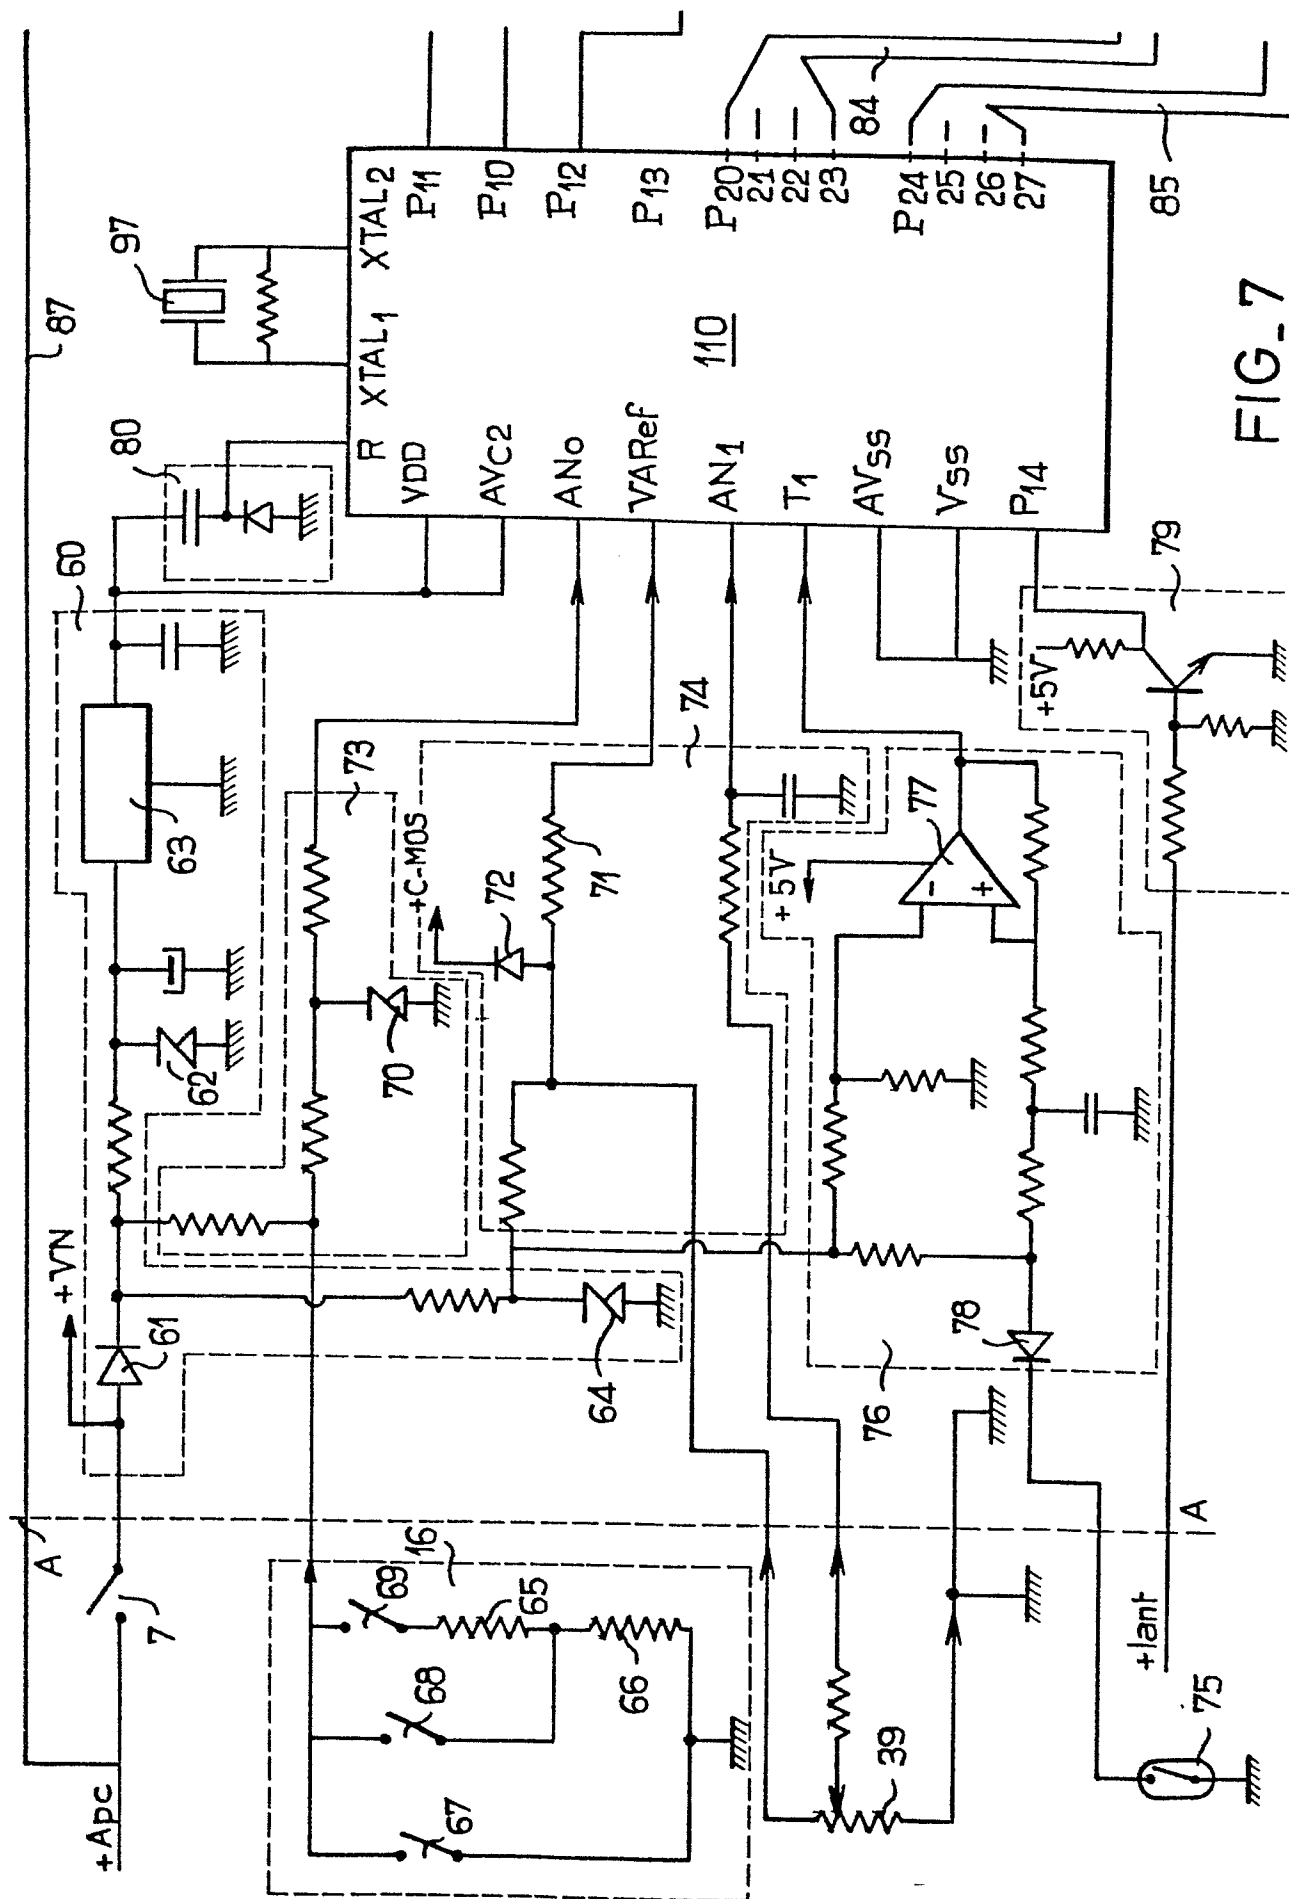 +Apc
7
A
+VN
61
62
63
60
80
87
97
R
XTAL1
XTAL2
VDD
AVC2
ANo
VARef
AN1
T1
AVss
Vss
P14
P11
P10
P12
P13
P20
21
22
23
P24
25
26
27
110
84
85
16
69
68
67
65
66
64
70
73
+C-MOS
72
71
74
+5V
77
-
+
76
78
79
+5V
39
75
+lant
A
FIG_7